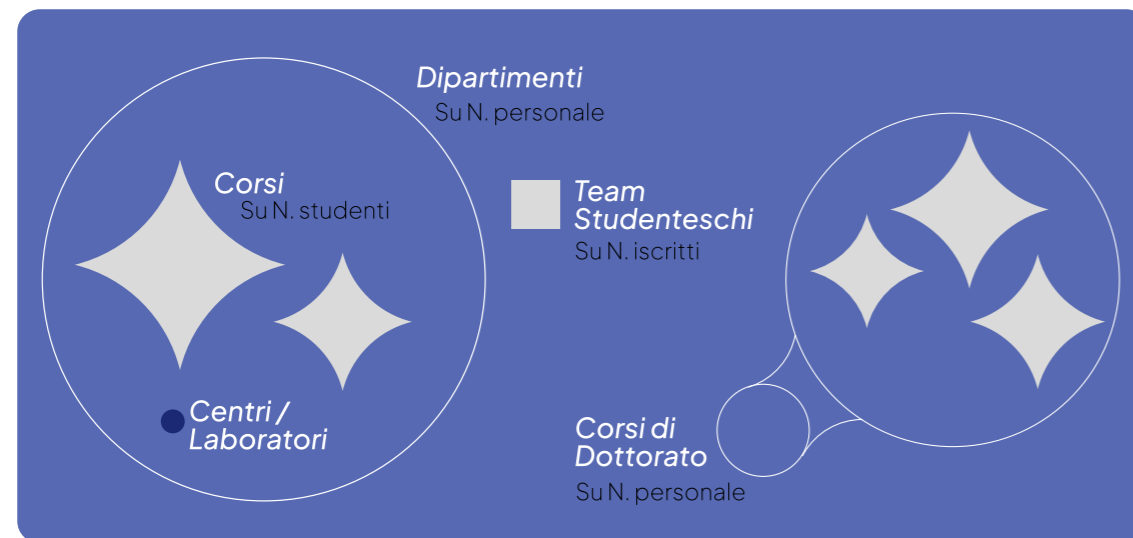 Dipartimenti
Su N. personale
Corsi
Su N. studenti
Team
Studenteschi
Su N. iscritti
Centri /
Laboratori
Corsi di
Dottorato
Su N. personale